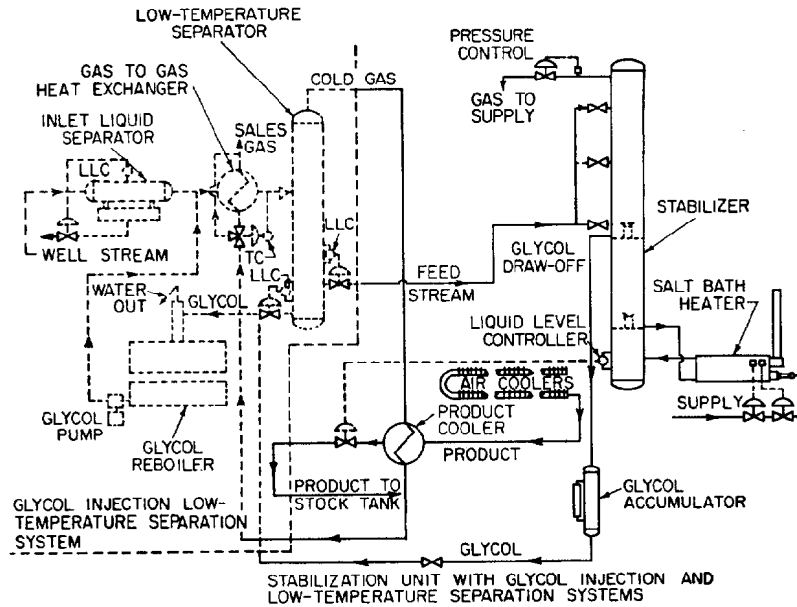 LOW-TEMPERATURE
SEPARATOR
GAS TO GAS
HEAT EXCHANGER
INLET LIQUID
SEPARATOR
LLC
COLD GAS
SALES
GAS
WELL STREAM
TC
LLC
LLC
WATER
OUT
GLYCOL
FEED
STREAM
GLYCOL
PUMP
GLYCOL
REBOILER
GLYCOL INJECTION LOW-
TEMPERATURE SEPARATION
SYSTEM
PRESSURE
CONTROL
GAS TO
SUPPLY
STABILIZER
GLYCOL
DRAW-OFF
SALT BATH
HEATER
LIQUID LEVEL
CONTROLLER
AIR COOLERS
SUPPLY
PRODUCT
COOLER
PRODUCT
PRODUCT TO
STOCK TANK
GLYCOL
ACCUMULATOR
GLYCOL
STABILIZATION UNIT WITH GLYCOL INJECTION AND
LOW-TEMPERATURE SEPARATION SYSTEMS